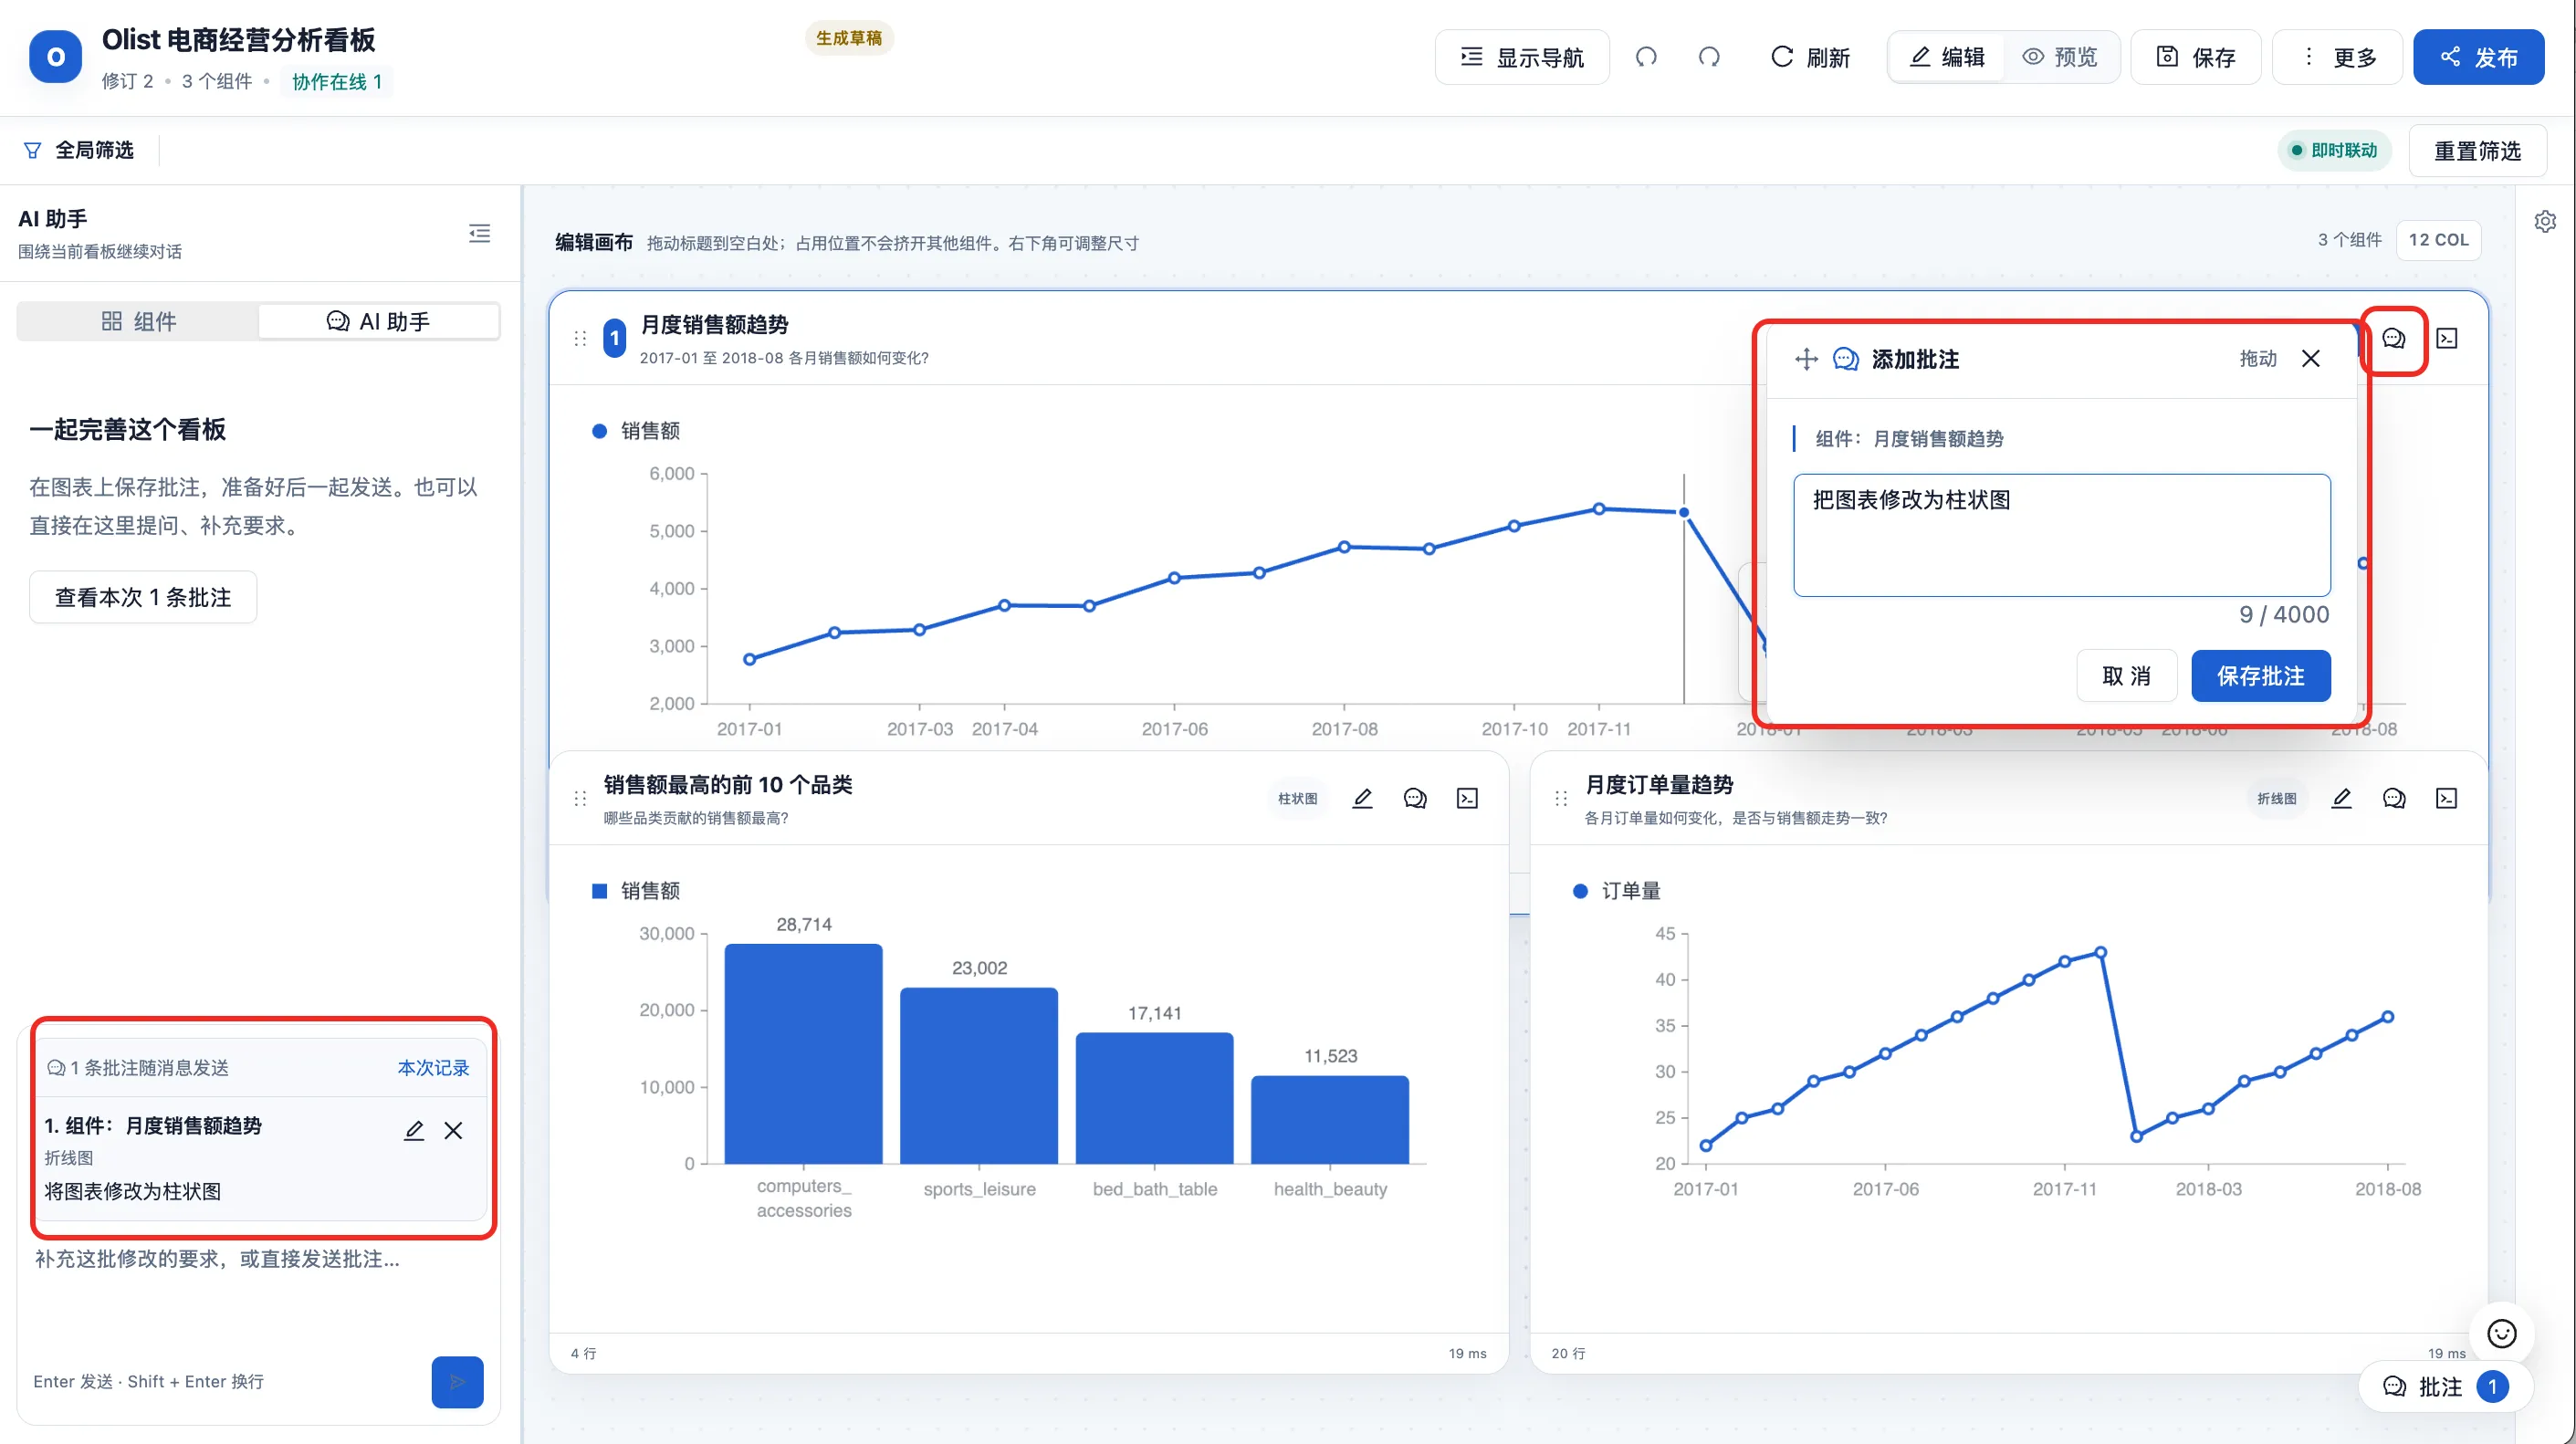 O
Olist 电商经营分析看板
修订 2 • 3 个组件 • 协作在线 1
生成草稿
显示导航
刷新
编辑
预览
保存
更多
发布
全局筛选
即时联动
重置筛选
AI 助手
围绕当前看板继续对话
组件
AI 助手
一起完善这个看板
在图表上保存批注，准备好后一起发送。也可以
直接在这里提问、补充要求。
查看本次 1 条批注
1 条批注随消息发送
本次记录
1. 组件：月度销售额趋势
折线图
将图表修改为柱状图
补充这批修改的要求，或直接发送批注...
Enter 发送 · Shift + Enter 换行
编辑画布 拖动标题到空白处；占用位置不会挤开其他组件。右下角可调整尺寸
3 个组件
12 COL
1
月度销售额趋势
2017-01 至 2018-08 各月销售额如何变化？
销售额
6,000
5,000
4,000
3,000
2,000
2017-01 2017-03 2017-04 2017-06 2017-08 2017-10 2017-11 2018-01 2018-03 2018-05 2018-06 2018-08
添加批注
拖动
组件：月度销售额趋势
把图表修改为柱状图
9 / 4000
取 消
保存批注
销售额最高的前 10 个品类
哪些品类贡献的销售额最高？
柱状图
销售额
30,000
20,000
10,000
0
28,714
23,002
17,141
11,523
computers_
accessories
sports_leisure
bed_bath_table
health_beauty
4 行
19 ms
月度订单量趋势
各月订单量如何变化，是否与销售额走势一致？
折线图
订单量
45
40
35
30
25
20
2017-01 2017-06 2017-11 2018-03 2018-08
20 行
19 ms
批注 1